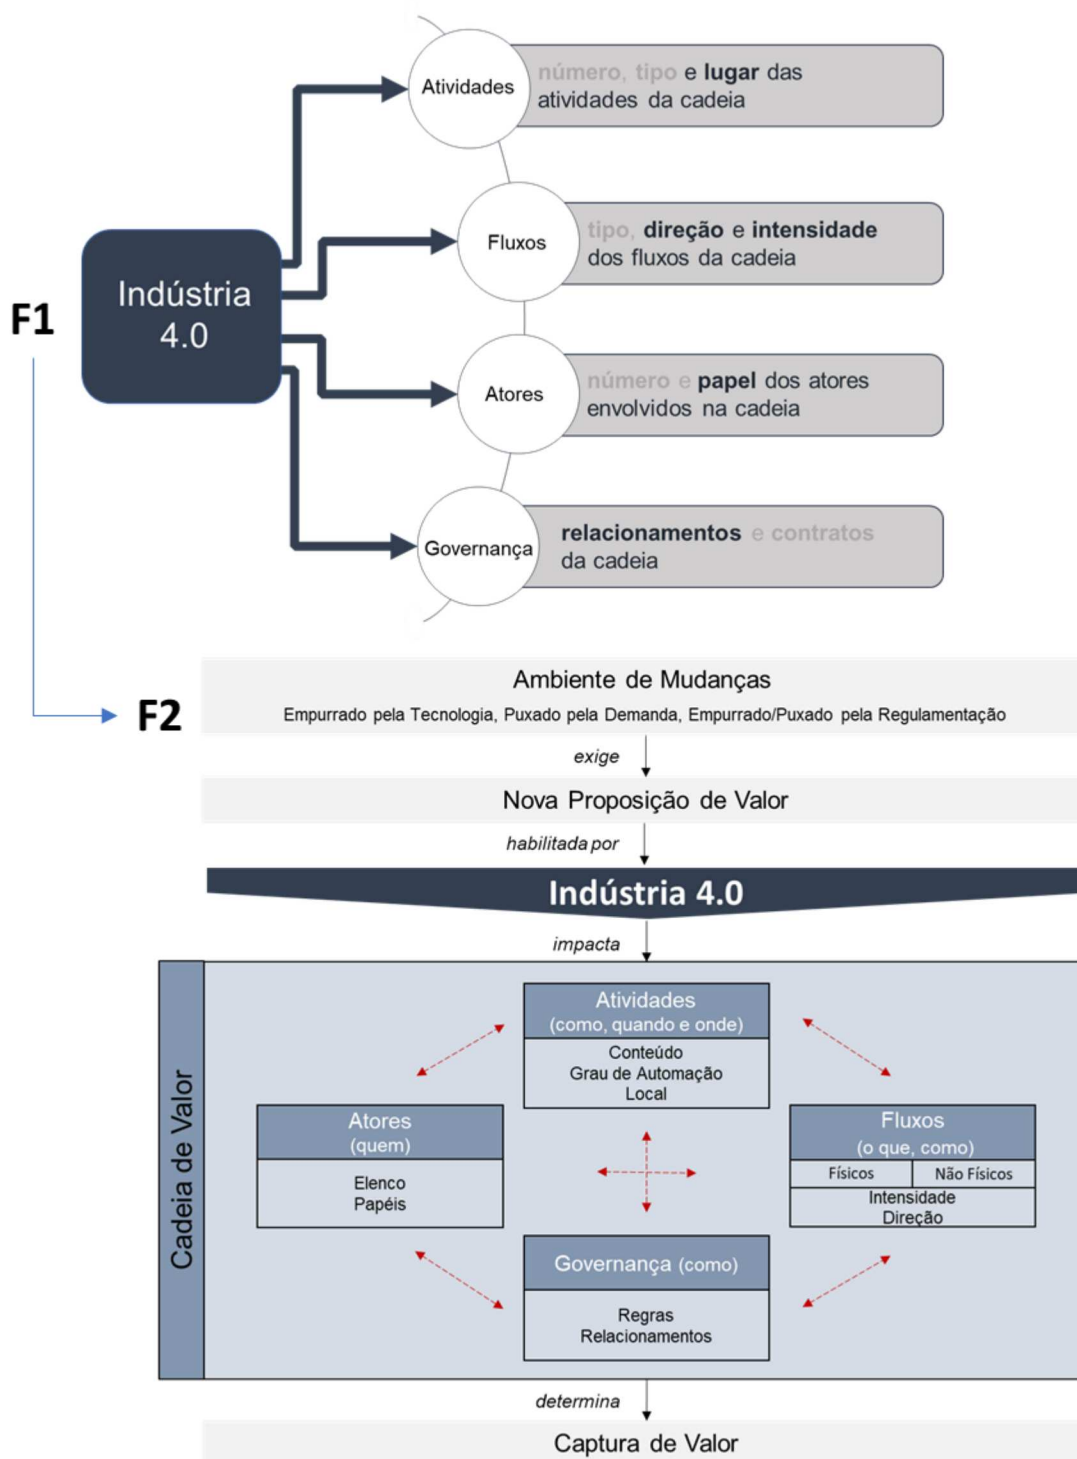 Atividades
número, tipo e lugar das
atividades da cadeia
Fluxos
tipo, direção e intensidade
dos fluxos da cadeia
F1
Indústria
4.0
Atores
número e papel dos atores
envolvidos na cadeia
Governança
relacionamentos e contratos
da cadeia
F2
Ambiente de Mudanças
Empurrado pela Tecnologia, Puxado pela Demanda, Empurrado/Puxado pela Regulamentação
exige
Nova Proposição de Valor
habilitada por
Indústria 4.0
impacta
Cadeia de Valor
Atividades
(como, quando e onde)
Conteúdo
Grau de Automação
Local
Atores
(quem)
Elenco
Papéis
Fluxos
(o que, como)
Físicos
Não Físicos
Intensidade
Direção
Governança (como)
Regras
Relacionamentos
determina
Captura de Valor